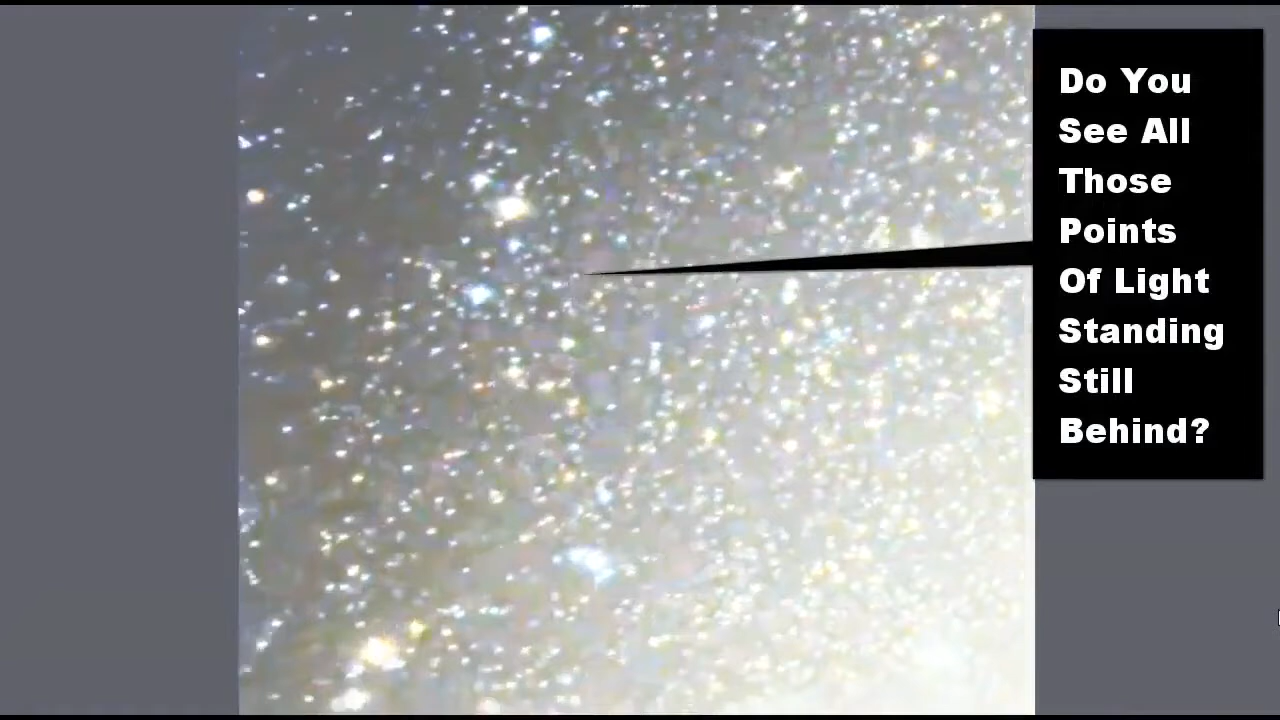 Do You
See All
Those
Points
Of Light
Standing
Still
Behind?